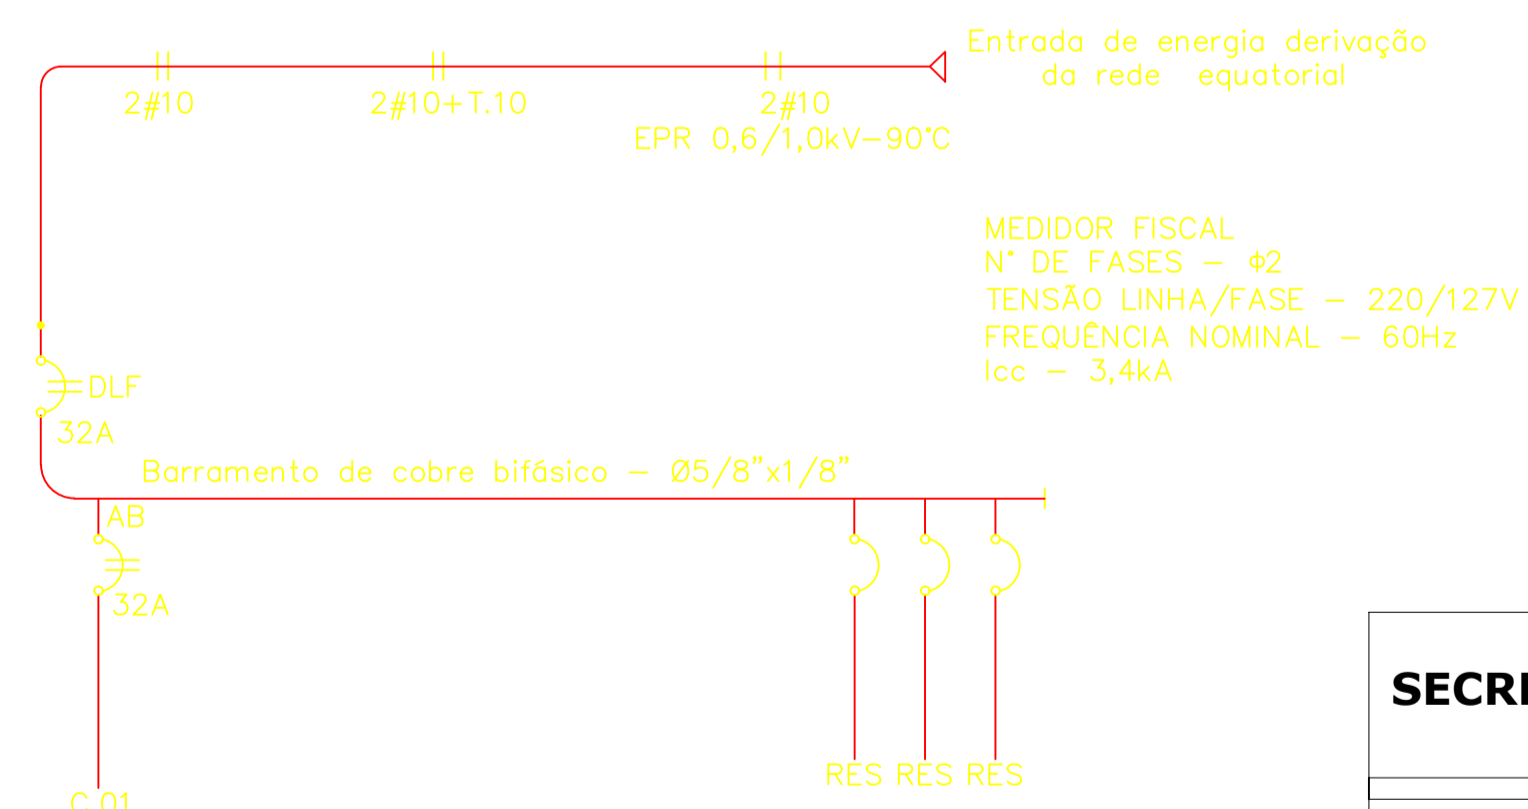 Entrada de energia derivação
da rede equatorial
2#10
2#10+T.10
2#10
EPR 0,6/1,0kV-90°C
MEDIDOR FISCAL
N° DE FASES - Φ2
TENSÃO LINHA/FASE - 220/127V
FREQUÊNCIA NOMINAL - 60Hz
Icc - 3,4kA
DLF
32A
Barramento de cobre bifásico - Ø5/8"x1/8"
AB
32A
RES RES RES
C.01